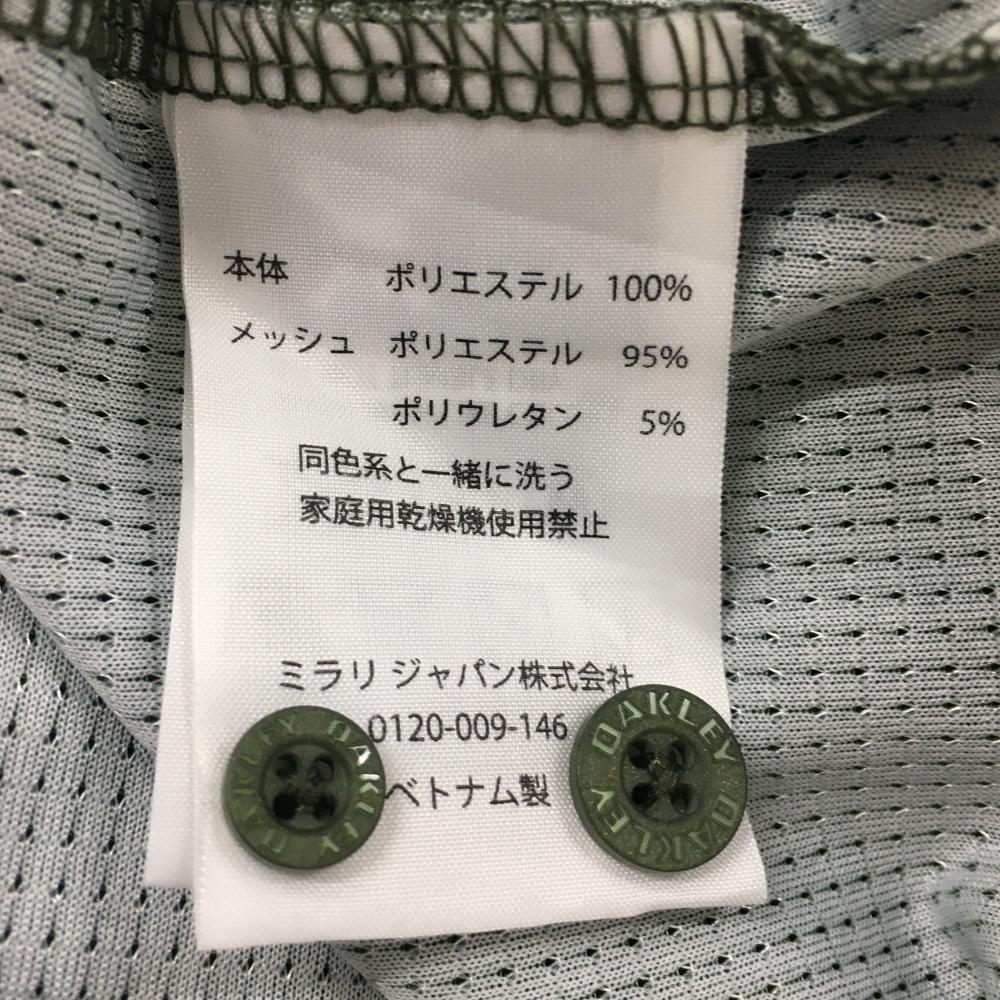 本体 ポリエステル 100%
メッシュ ポリエステル 95%
ポリウレタン 5%
同色系と一緒に洗う
家庭用乾燥機使用禁止
ミラリ ジャパン株式会社
0120-009-146
ベトナム製
OAKLEY OAKLEY
OAKLEY OAKLEY OAKLEY